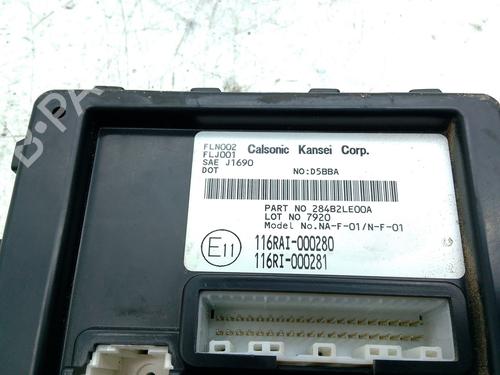 FLN002 Calsonic Kansei Corp.
FLJ001
SAE J1690
DOT NO:D5BBA
PART NO 284B2LE00A
LOT NO 7920
Model No.NA-F-01/N-F-01
E11
116RAI-000280
116RI-000281
B-PARTS